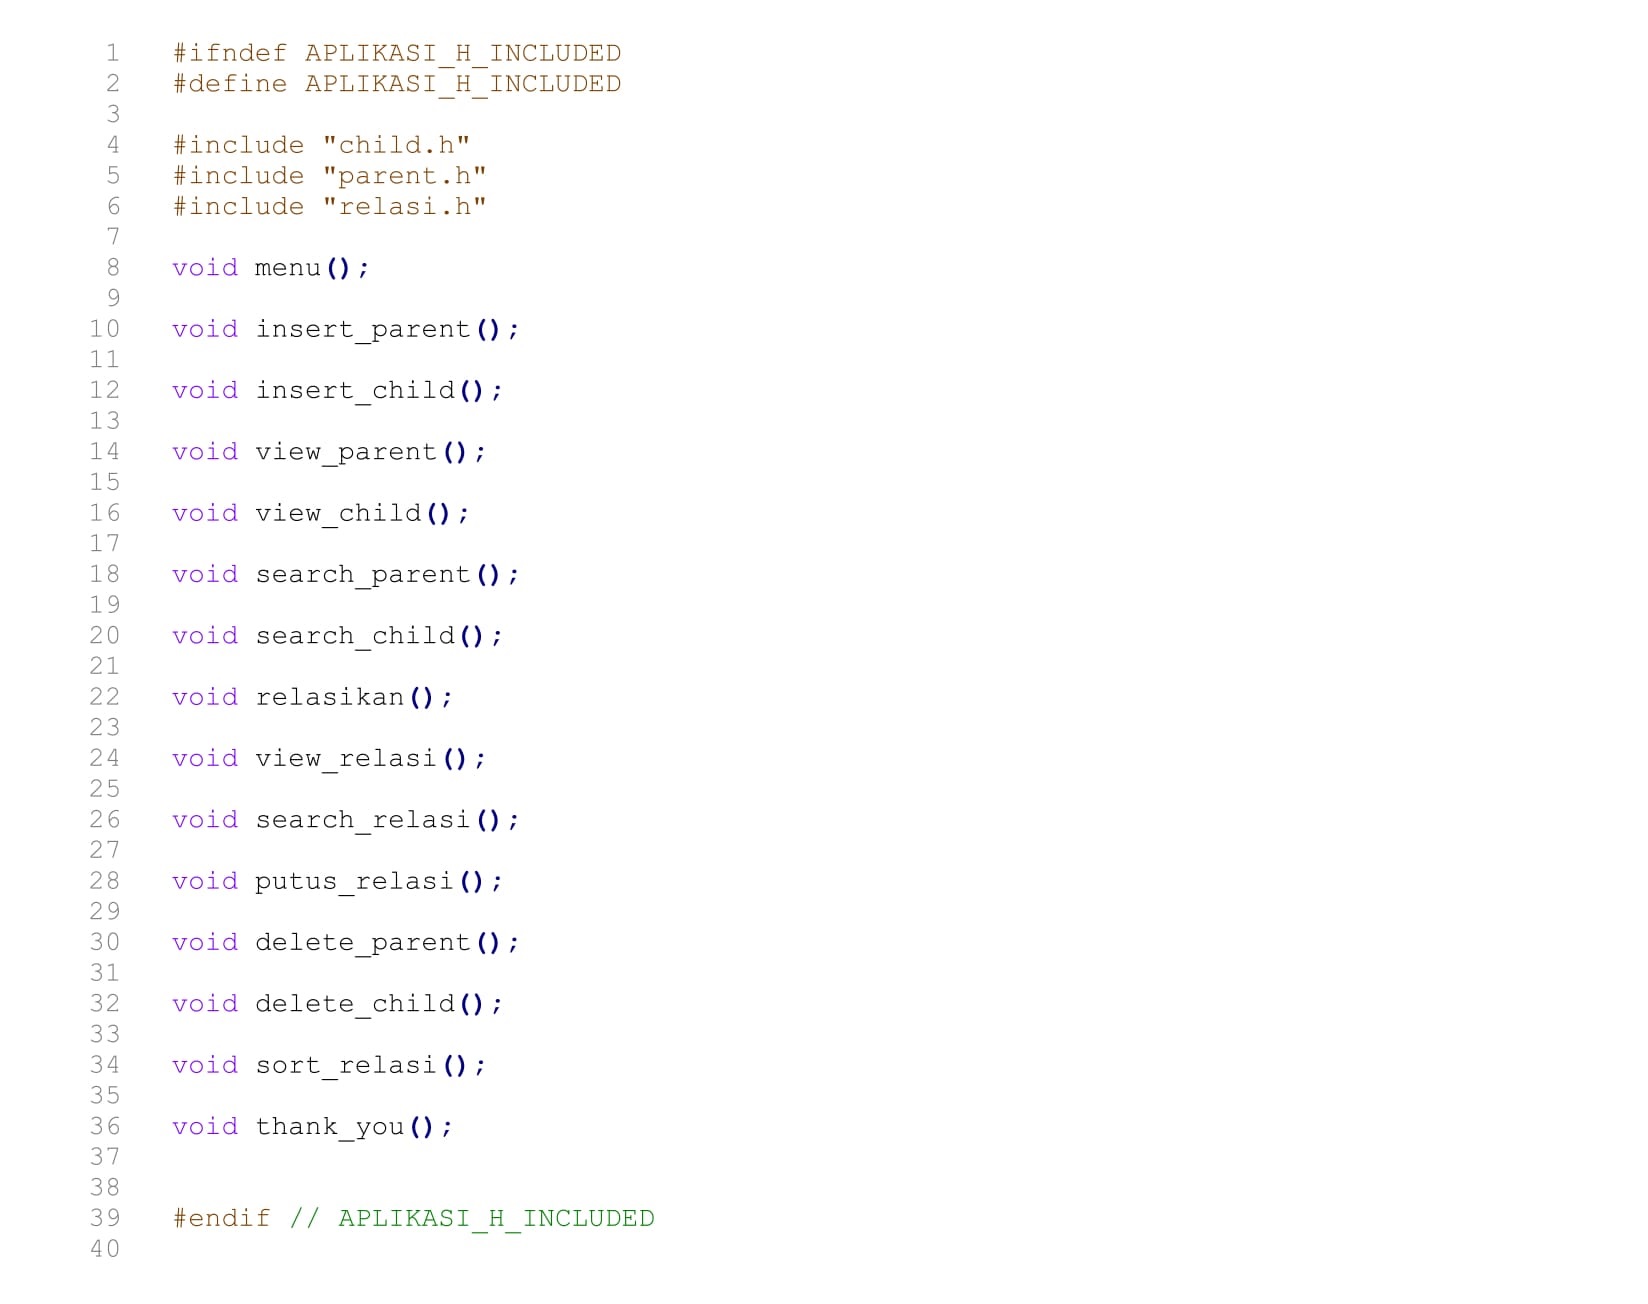 1 #ifndef APLIKASI_H_INCLUDED
2 #define APLIKASI_H_INCLUDED
3
4 #include "child.h"
5 #include "parent.h"
6 #include "relasi.h"
7
8 void menu();
9
10 void insert_parent();
11
12 void insert_child();
13
14 void view_parent();
15
16 void view_child();
17
18 void search_parent();
19
20 void search_child();
21
22 void relasikan();
23
24 void view_relasi();
25
26 void search_relasi();
27
28 void putus_relasi();
29
30 void delete_parent();
31
32 void delete_child();
33
34 void sort_relasi();
35
36 void thank_you();
37
38
39 #endif // APLIKASI_H_INCLUDED
40